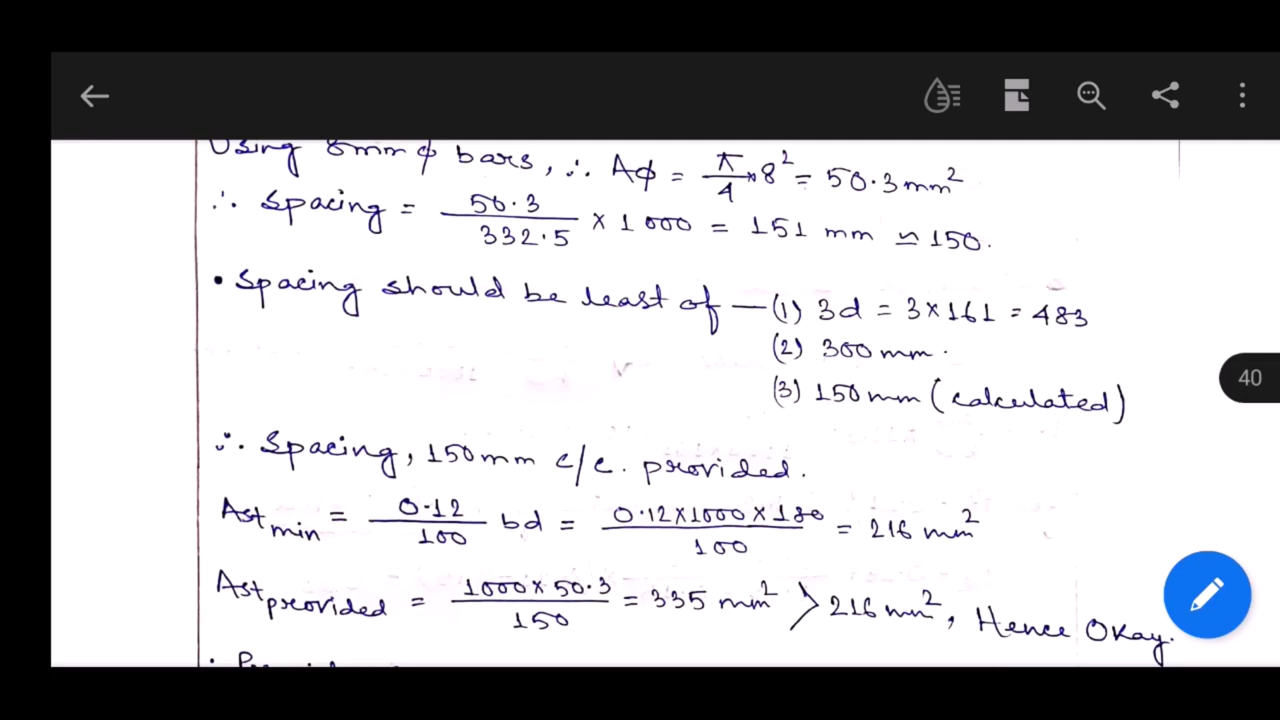 Using 8mm ϕ bars, ∴ Aϕ = π/4 × 8² = 50.3 mm²
∴ Spacing = 50.3/332.5 × 1000 = 151 mm ≃ 150.
• Spacing should be least of — (1) 3d = 3×161 = 483
(2) 300 mm.
(3) 150 mm (calculated)
40
∴ Spacing, 150mm c/c. provided.
Ast min = 0.12/100 bd = 0.12×1000×180/100 = 216 mm²
Ast provided = 1000×50.3/150 = 335 mm² > 216 mm², Hence Okay.